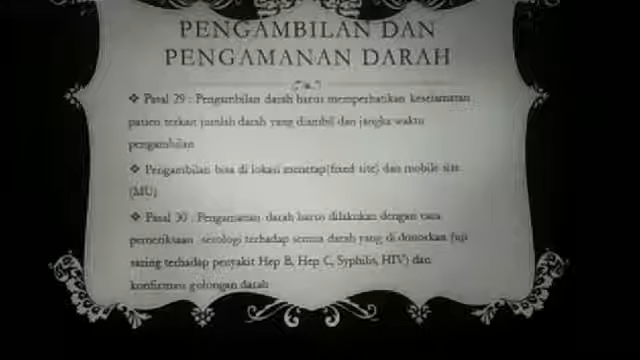 PENGAMBILAN DAN
PENGAMANAN DARAH
❖ Pasal 29 : Pengambilan darah harus memperhatikan keselamatan
pasien terkait jumlah darah yang diambil dan jangka waktu
pengambilan
❖ Pengambilan bisa di lokasi menetap(fixed site) dan mobile site
(MU)
❖ Pasal 30 : Pengamanan darah harus dilakukan dengan cara
pemeriksaan serologi terhadap semua darah yang di donorkan (uji
saring terhadap penyakit Hep B, Hep C, Syphilis, HIV) dan
konfirmasi golongan darah